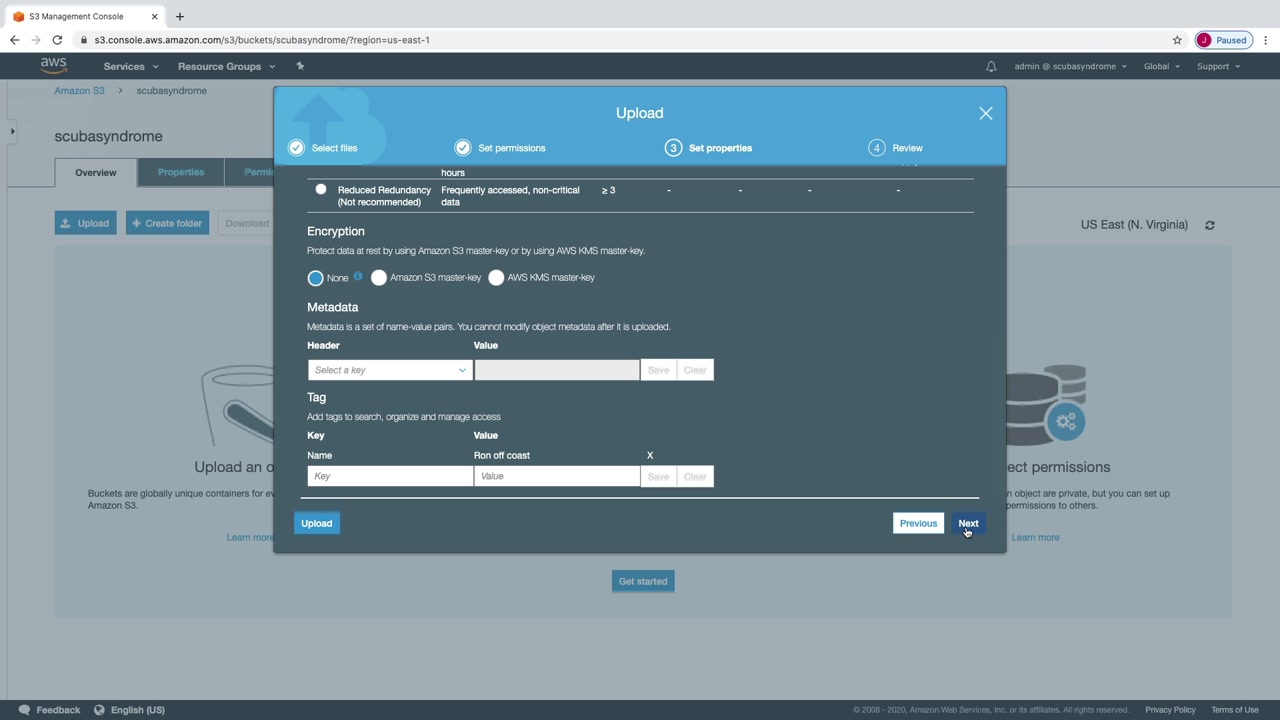 S3 Management Console
s3.console.aws.amazon.com/s3/buckets/scubasyndrome/?region=us-east-1
J Paused
aws Services Resource Groups admin @ scubasyndrome Global Support
Amazon S3 > scubasyndrome
scubasyndrome
Overview Properties Permis
Upload Create folder Download US East (N. Virginia)
Upload
Select files Set permissions 3 Set properties 4 Review
hours
Reduced Redundancy Frequently accessed, non-critical ≥ 3 - - - -
(Not recommended) data
Encryption
Protect data at rest by using Amazon S3 master-key or by using AWS KMS master-key.
None Amazon S3 master-key AWS KMS master-key
Metadata
Metadata is a set of name-value pairs. You cannot modify object metadata after it is uploaded.
Header Value
Select a key Save Clear
Tag
Add tags to search, organize and manage access
Key Value
Name Ron off coast X
Key Value Save Clear
Upload Previous Next
Upload an o
Buckets are globally unique containers for ev
Amazon S3.
Learn more
ect permissions
n object are private, but you can set up
permissions to others.
Learn more
Get started
Feedback English (US) © 2008 - 2020, Amazon Web Services, Inc. or its affiliates. All rights reserved. Privacy Policy Terms of Use